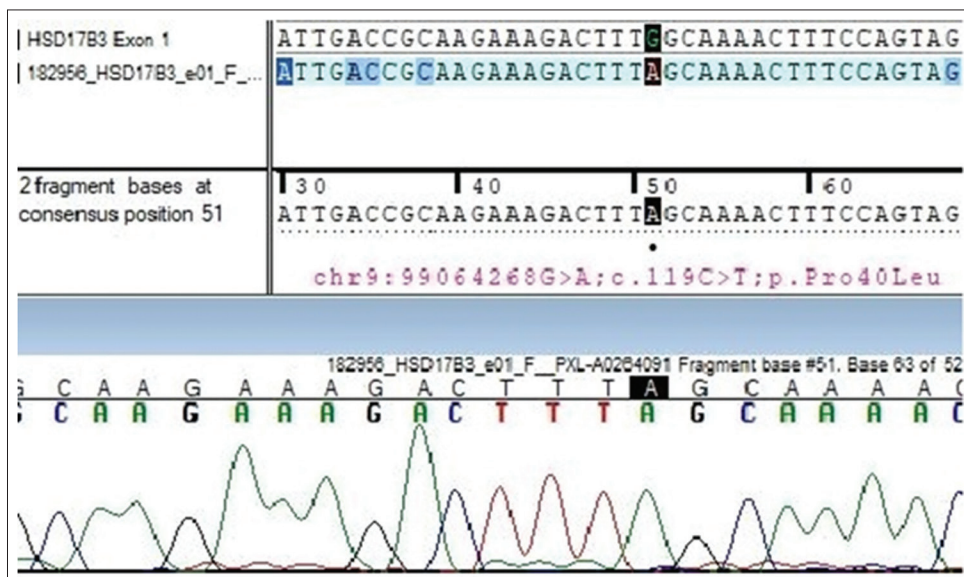 HSD17B3 Exon 1 ATTGACCGCAAGAAAGACTTTGGCAAAACTTTCCAGTAG
182956_HSD17B3_e01_F_... ATTGACCGCAAGAAAGACTTTAGCAAAACTTTCCAGTAG
2 fragment bases at
consensus position 51
30 40 50 60
ATTGACCGCAAGAAAGACTTTAGCAAAACTTTCCAGTAG
chr9:99064268G>A;c.119C>T;p.Pro40Leu
182956_HSD17B3_e01_F__PXL-A0264091 Fragment base #51. Base 63 of 52
G C A A G A A A G A C T T T A G C A A A A C
G C A A G A A A G A C T T T A G C A A A A C